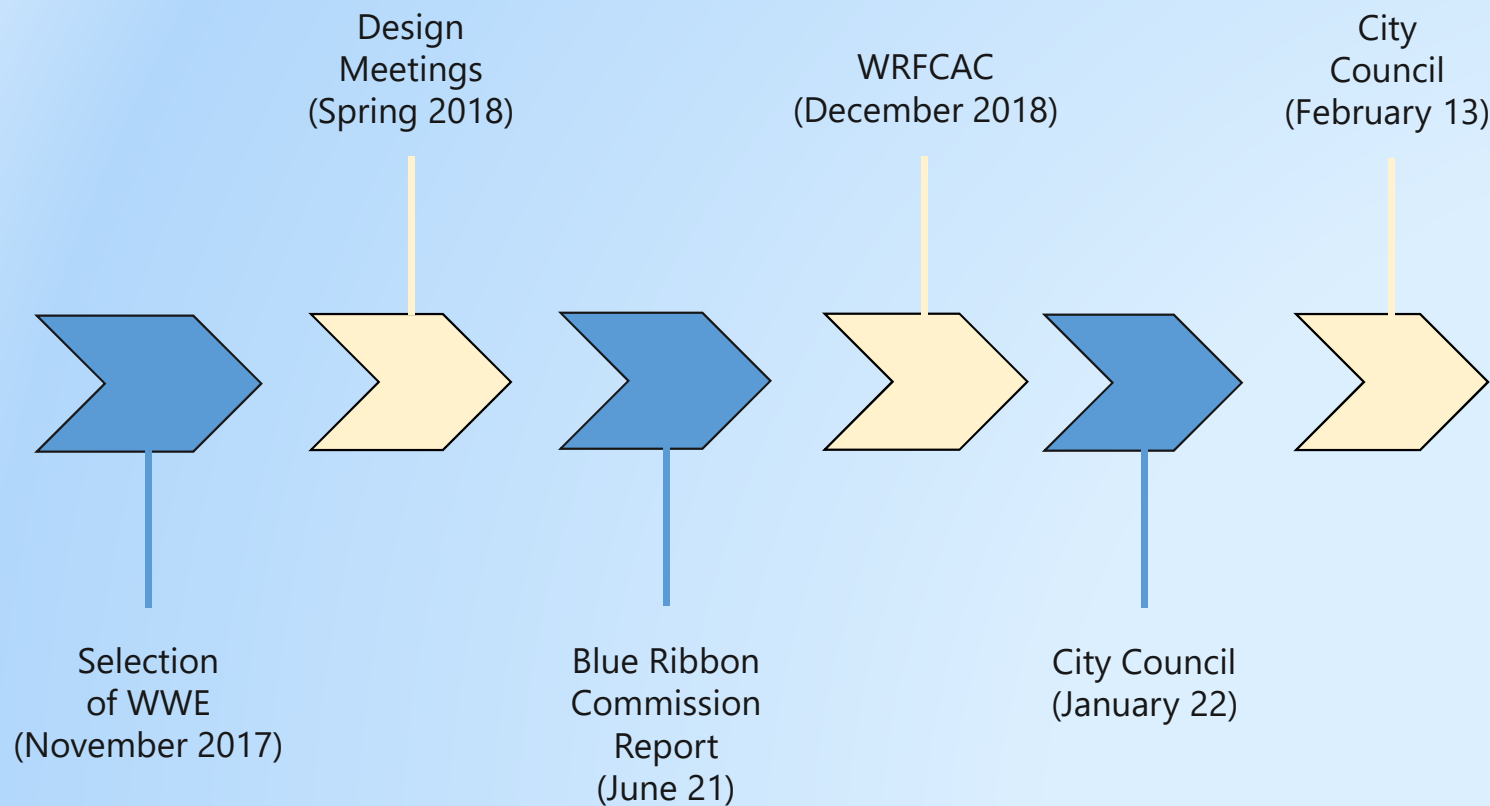 Selection
of WWE
(November 2017)
Design
Meetings
(Spring 2018)
Blue Ribbon
Commission
Report
(June 21)
WRFCAC
(December 2018)
City Council
(January 22)
City
Council
(February 13)